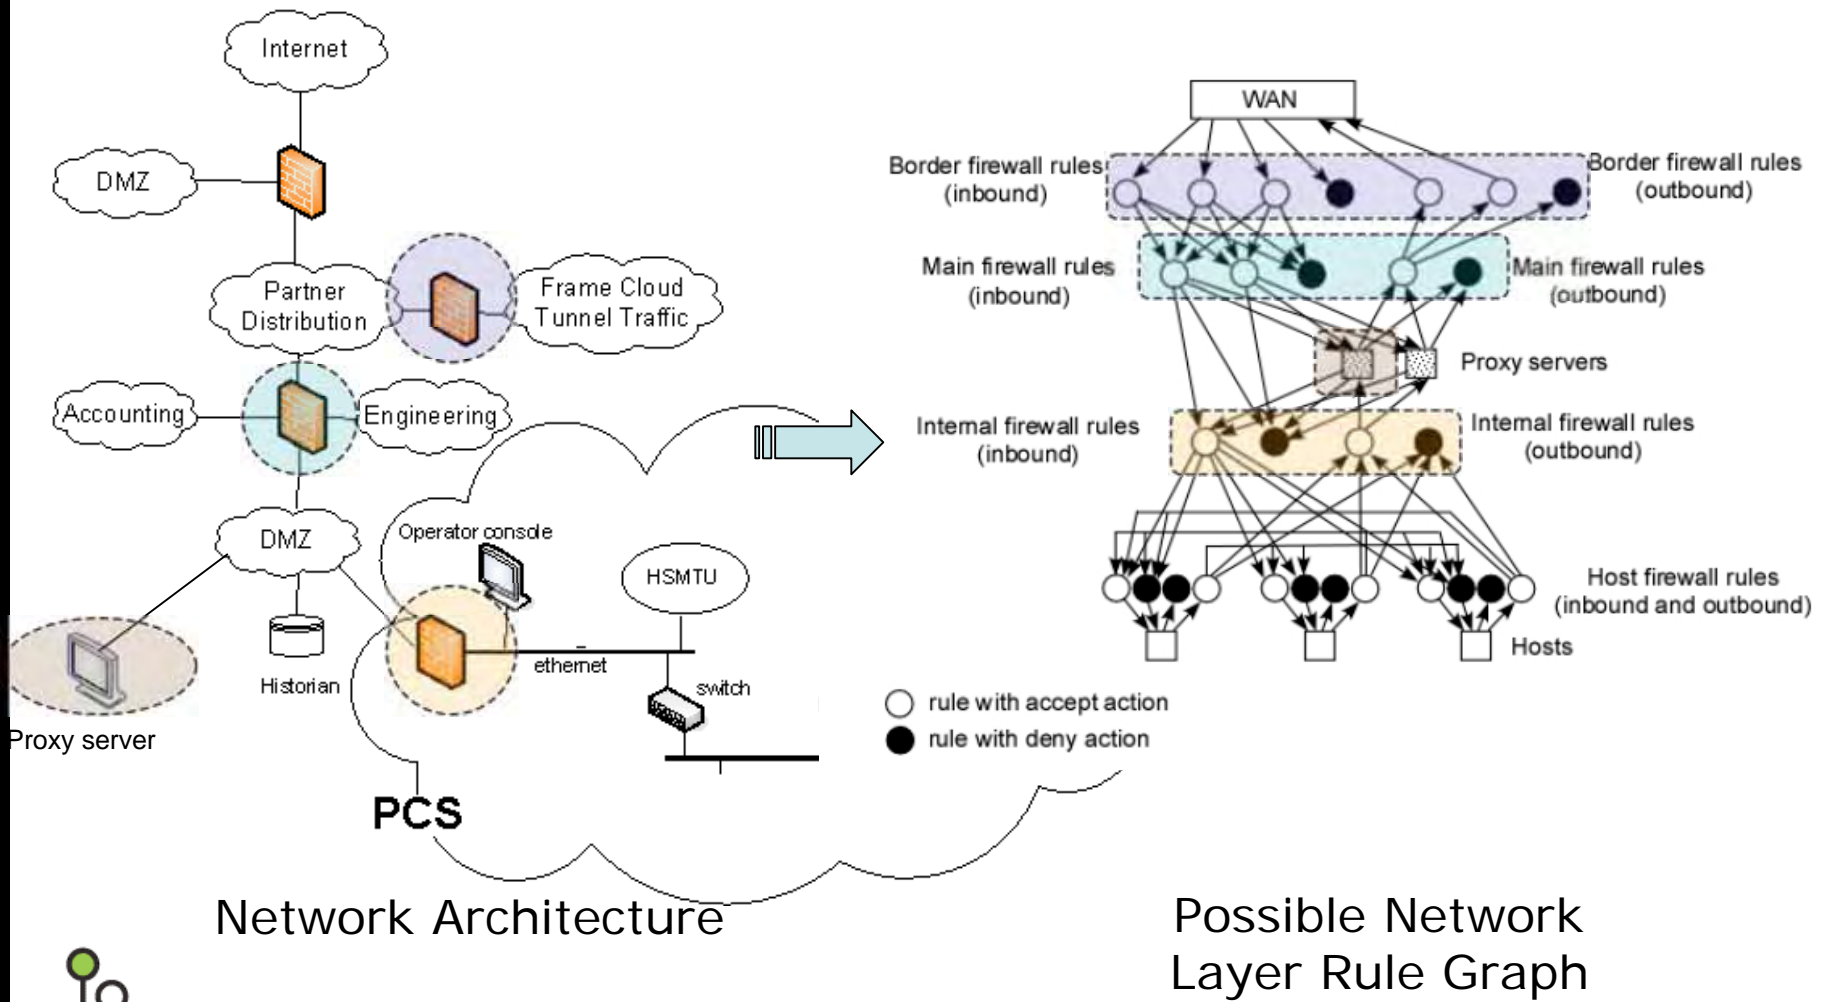 Internet
DMZ
Partner
Distribution
Frame Cloud
Tunnel Traffic
Accounting
Engineering
DMZ
Operator console
HSMTU
ethernet
switch
Historian
Proxy server
PCS
Network Architecture
WAN
Border firewall rules
(inbound)
Border firewall rules
(outbound)
Main firewall rules
(inbound)
Main firewall rules
(outbound)
Proxy servers
Internal firewall rules
(inbound)
Internal firewall rules
(outbound)
Host firewall rules
(inbound and outbound)
Hosts
rule with accept action
rule with deny action
Possible Network
Layer Rule Graph